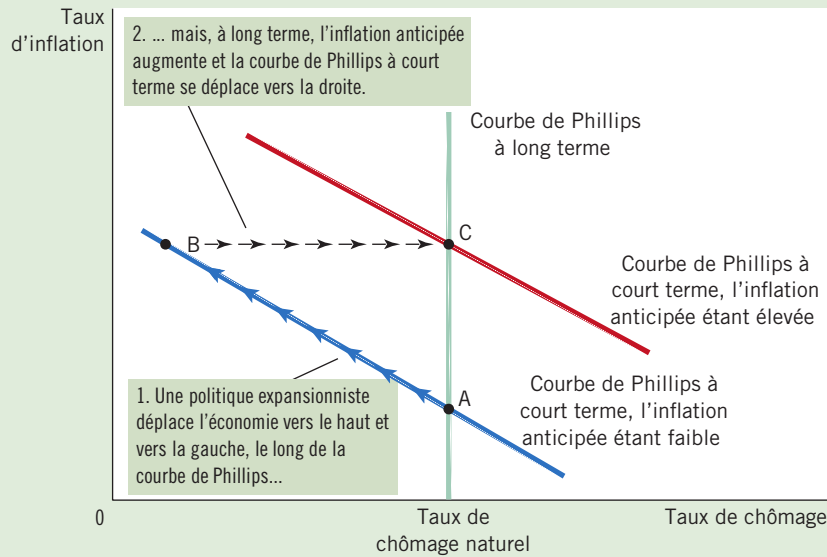 Taux
d'inflation
2. ... mais, à long terme, l'inflation anticipée
augmente et la courbe de Phillips à court
terme se déplace vers la droite.
Courbe de Phillips
à long terme
B
C
Courbe de Phillips à
court terme, l'inflation
anticipée étant élevée
1. Une politique expansionniste
déplace l'économie vers le haut et
vers la gauche, le long de la
courbe de Phillips...
A
Courbe de Phillips à
court terme, l'inflation
anticipée étant faible
0
Taux de
chômage naturel
Taux de chômage